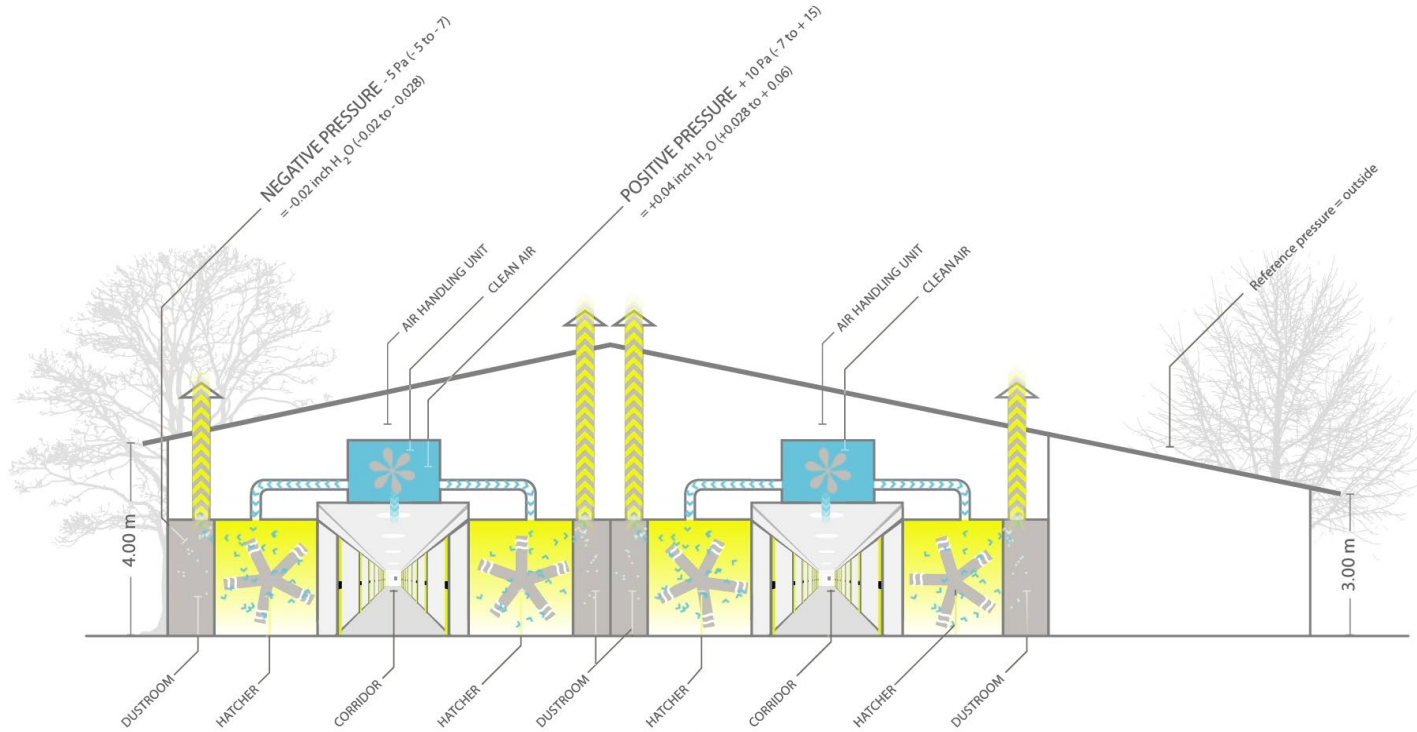 NEGATIVE PRESSURE - 5 Pa (- 5 to - 7)
= -0.02 inch H₂O (-0.02 to - 0.028)
POSITIVE PRESSURE + 10 Pa (- 7 to + 15)
= +0.04 inch H₂O (+0.028 to + 0.06)
AIR HANDLING UNIT
CLEAN AIR
AIR HANDLING UNIT
CLEAN AIR
Reference pressure = outside
4.00 m
3.00 m
DUSTROOM
HATCHER
CORRIDOR
HATCHER
DUSTROOM
HATCHER
CORRIDOR
HATCHER
DUSTROOM